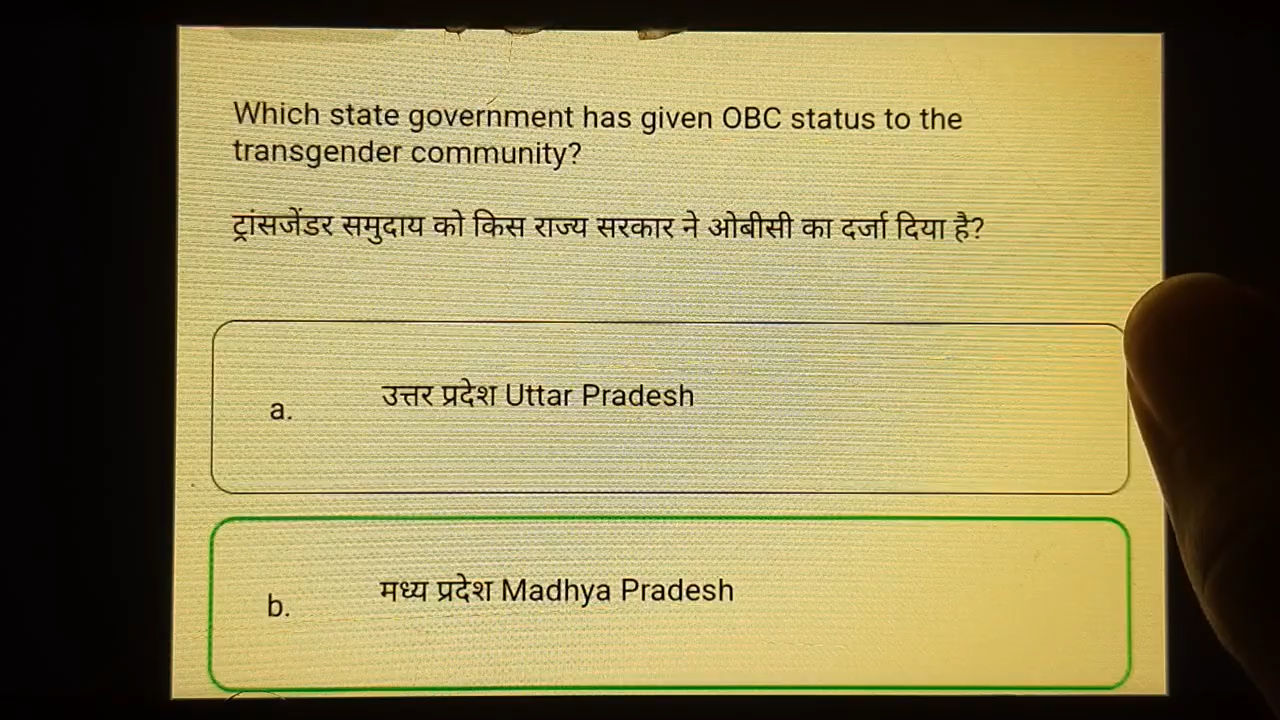 Which state government has given OBC status to the
transgender community?
ट्रांसजेंडर समुदाय को किस राज्य सरकार ने ओबीसी का दर्जा दिया है?
a. उत्तर प्रदेश Uttar Pradesh
b. मध्य प्रदेश Madhya Pradesh